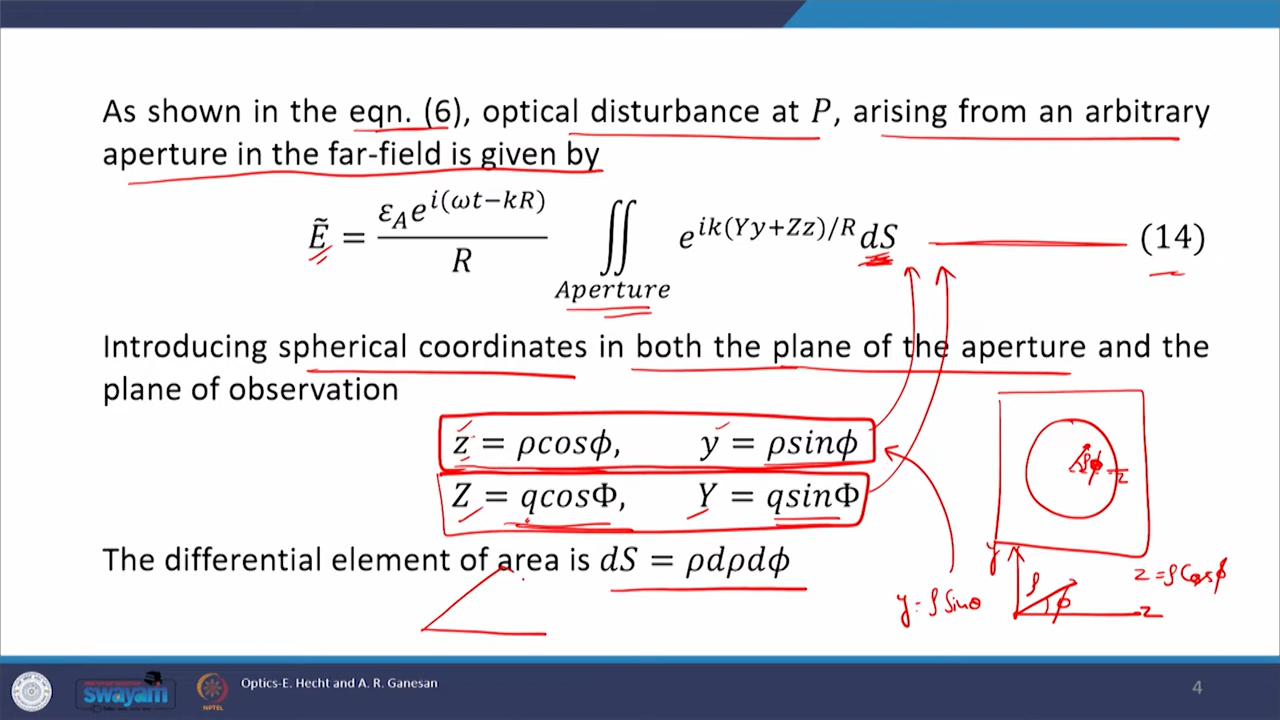 As shown in the eqn. (6), optical disturbance at P, arising from an arbitrary
aperture in the far-field is given by
Ẽ = ε_A e^{i(ωt−kR)} / R ∬_{Aperture} e^{ik(Yy+Zz)/R} dS (14)
Introducing spherical coordinates in both the plane of the aperture and the
plane of observation
z = ρcosϕ, y = ρsinϕ
Z = qcosΦ, Y = qsinΦ
The differential element of area is dS = ρdρdϕ
ρ ϕ z
y
ρ
ϕ
z
z = ρ Cosϕ
y = ρ Sinθ
Optics-E. Hecht and A. R. Ganesan
4
swayam
NPTEL